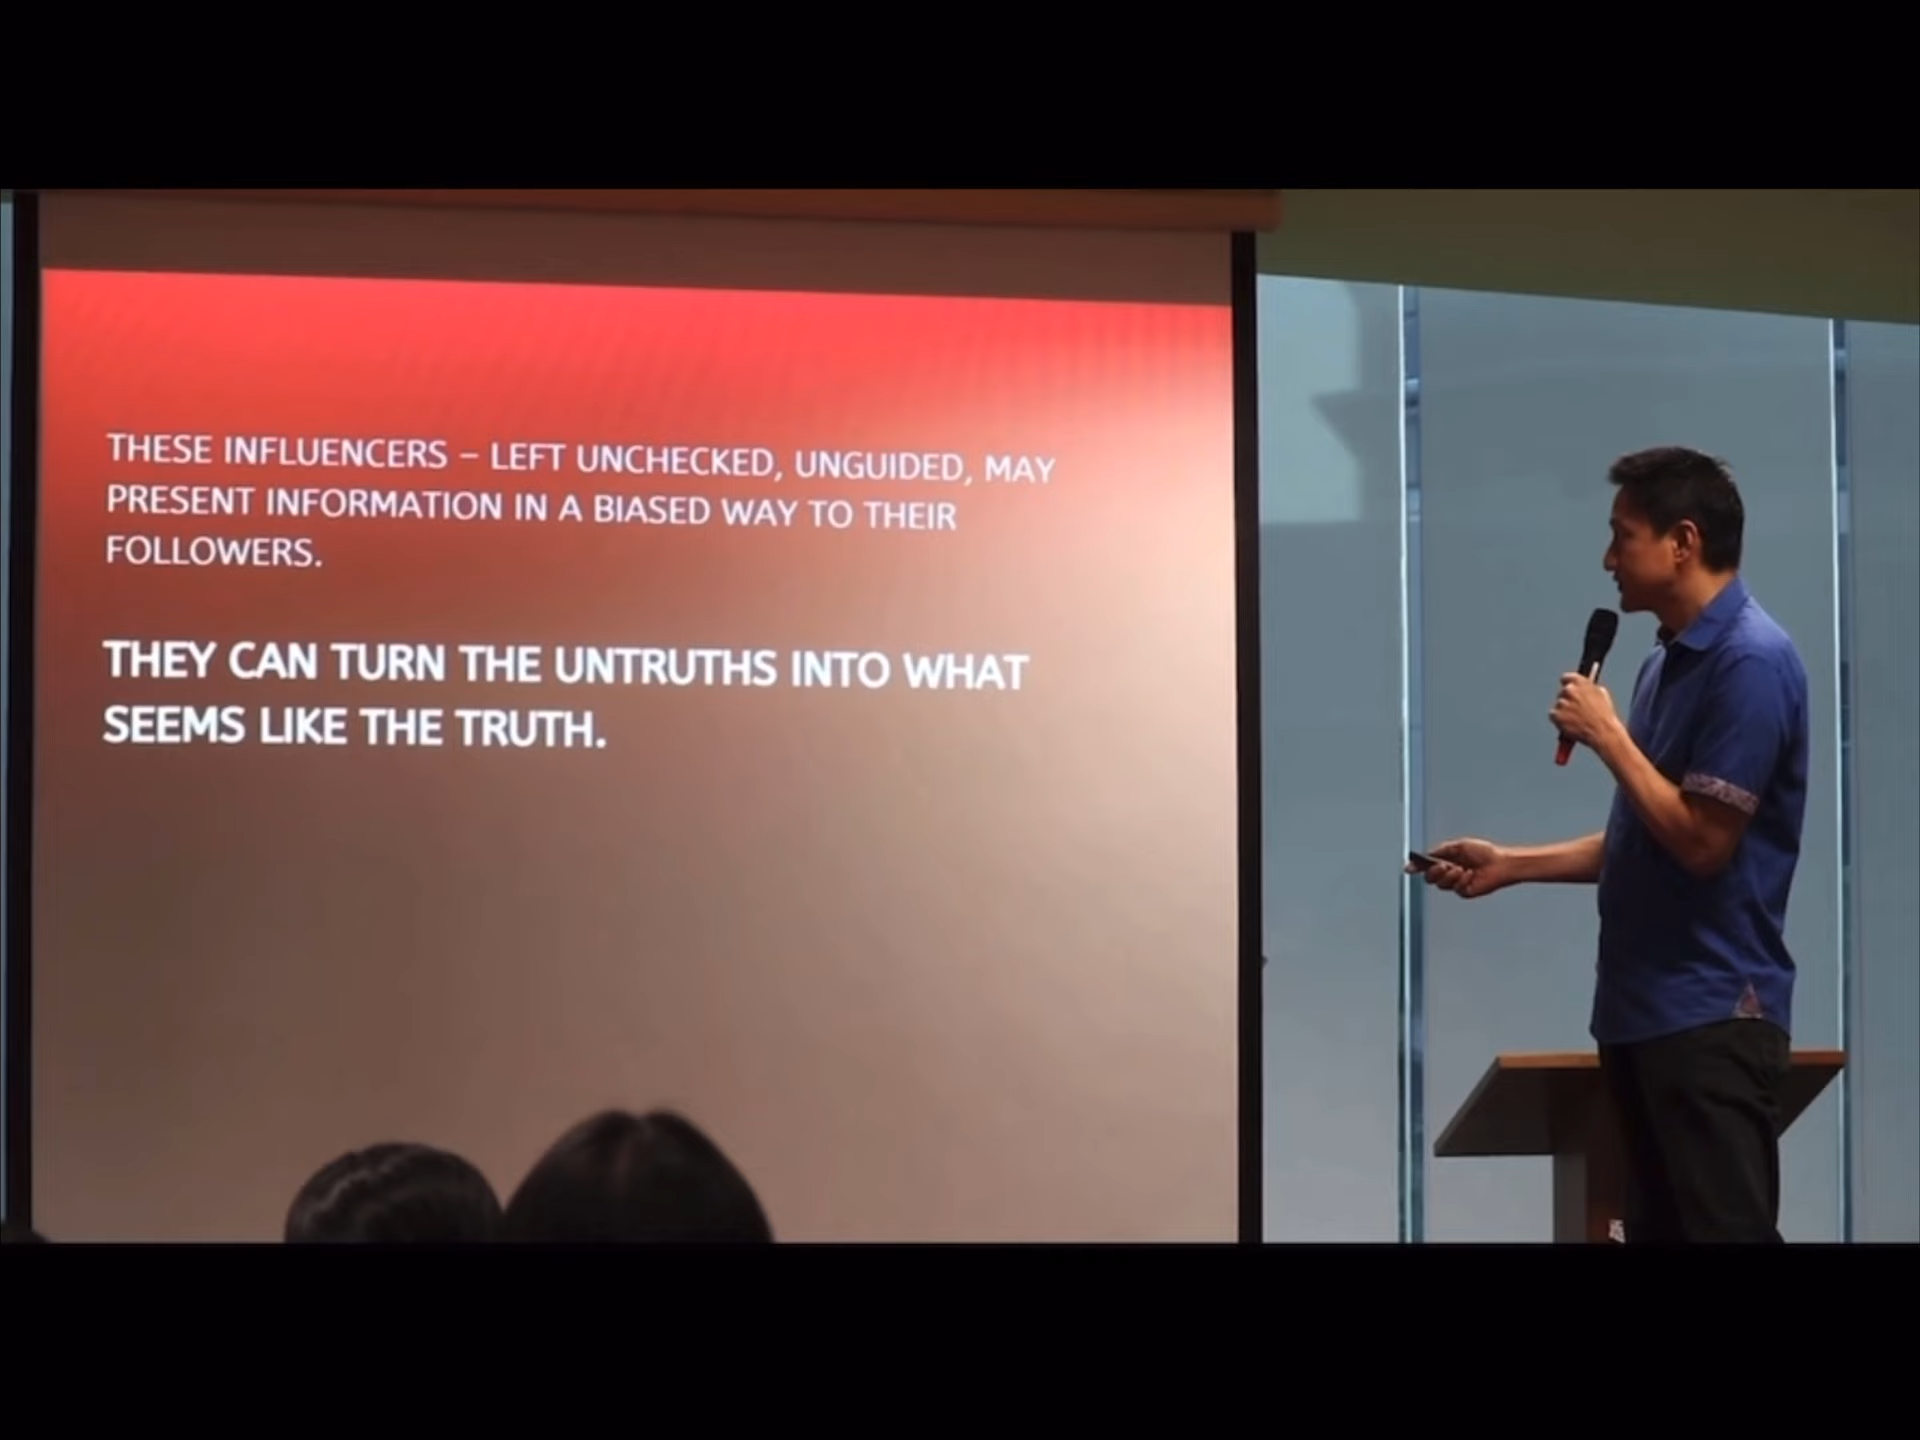 THESE INFLUENCERS – LEFT UNCHECKED, UNGUIDED, MAY
PRESENT INFORMATION IN A BIASED WAY TO THEIR
FOLLOWERS.
THEY CAN TURN THE UNTRUTHS INTO WHAT
SEEMS LIKE THE TRUTH.